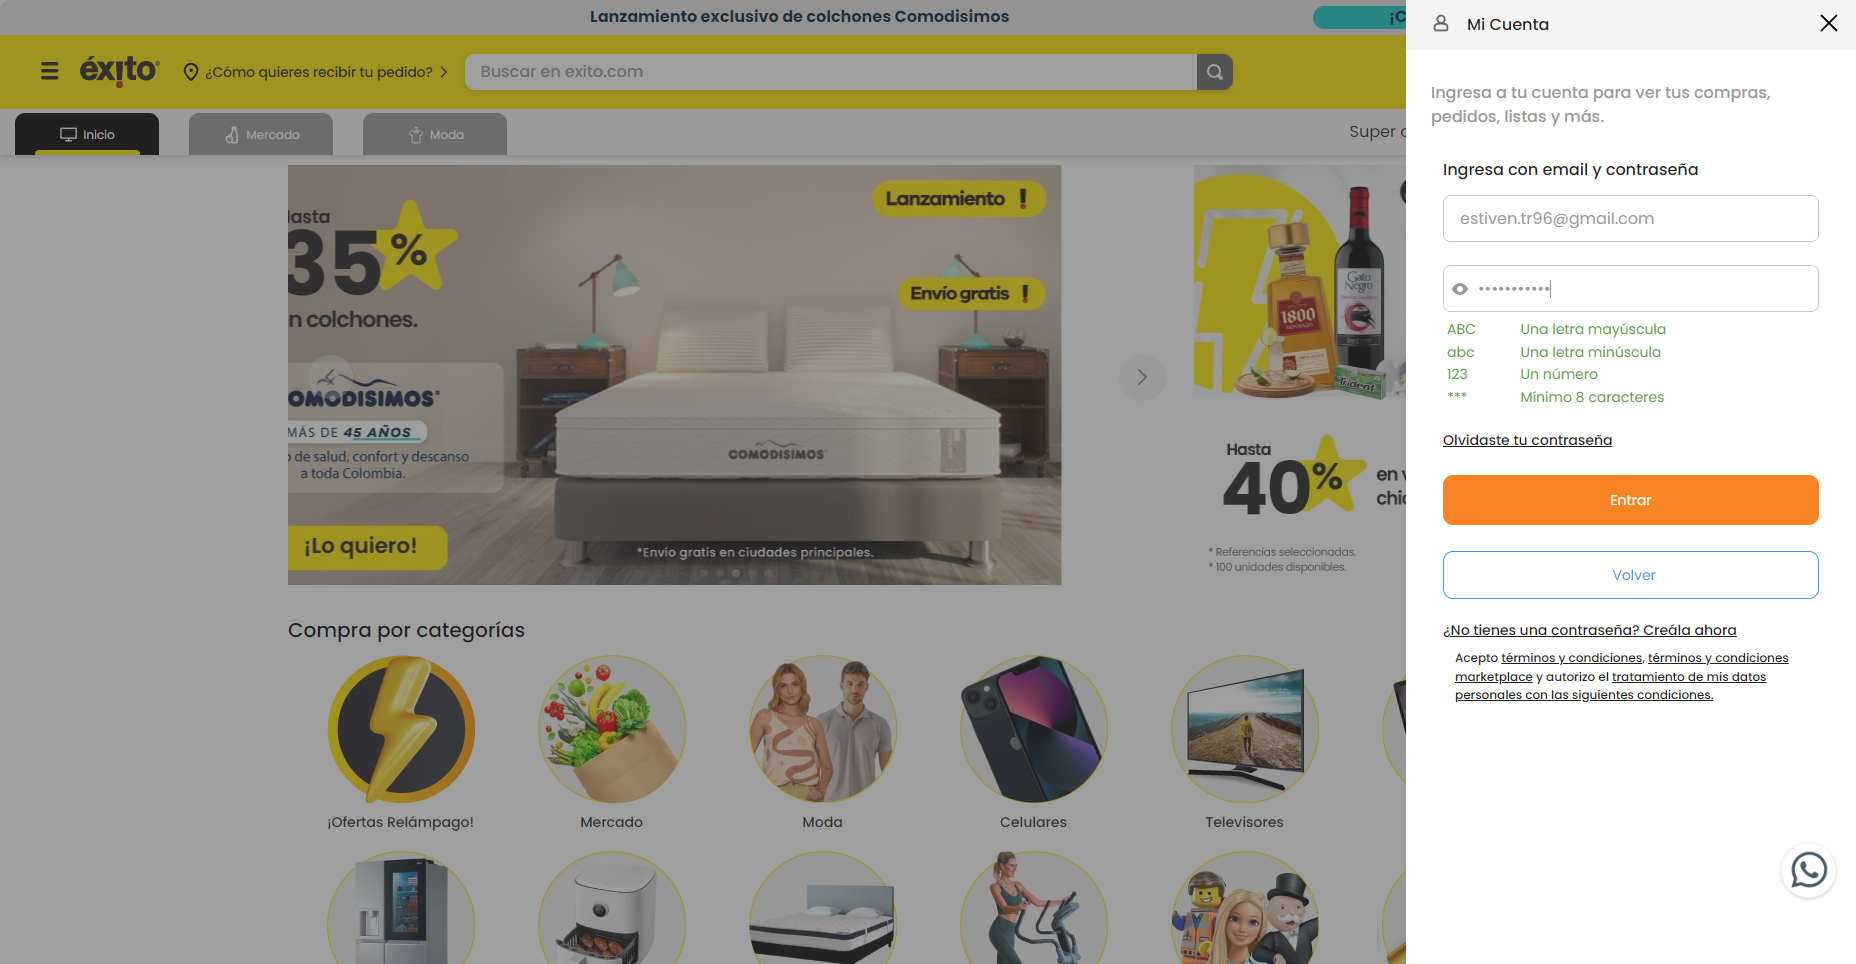 Lanzamiento exclusivo de colchones Comodisimos
¡C
éxito
¿Cómo quieres recibir tu pedido?
Buscar en exito.com
Inicio
Mercado
Moda
Super
Hasta
35%
n colchones.
COMODISIMOS
MÁS DE 45 AÑOS
de salud, confort y descanso
a toda Colombia.
¡Lo quiero!
Lanzamiento !
Envío gratis !
COMODISIMOS
*Envío gratis en ciudades principales.
1800
Gato
Negro
Trident
Hasta
40%
en v
chic
* Referencias seleccionadas.
* 100 unidades disponibles.
Compra por categorías
¡Ofertas Relámpago!
Mercado
Moda
Celulares
Televisores
Mi Cuenta
Ingresa a tu cuenta para ver tus compras,
pedidos, listas y más.
Ingresa con email y contraseña
estiven.tr96@gmail.com
•••••••••••
ABC Una letra mayúscula
abc Una letra minúscula
123 Un número
*** Mínimo 8 caracteres
Olvidaste tu contraseña
Entrar
Volver
¿No tienes una contraseña? Creála ahora
Acepto términos y condiciones, términos y condiciones
marketplace y autorizo el tratamiento de mis datos
personales con las siguientes condiciones.